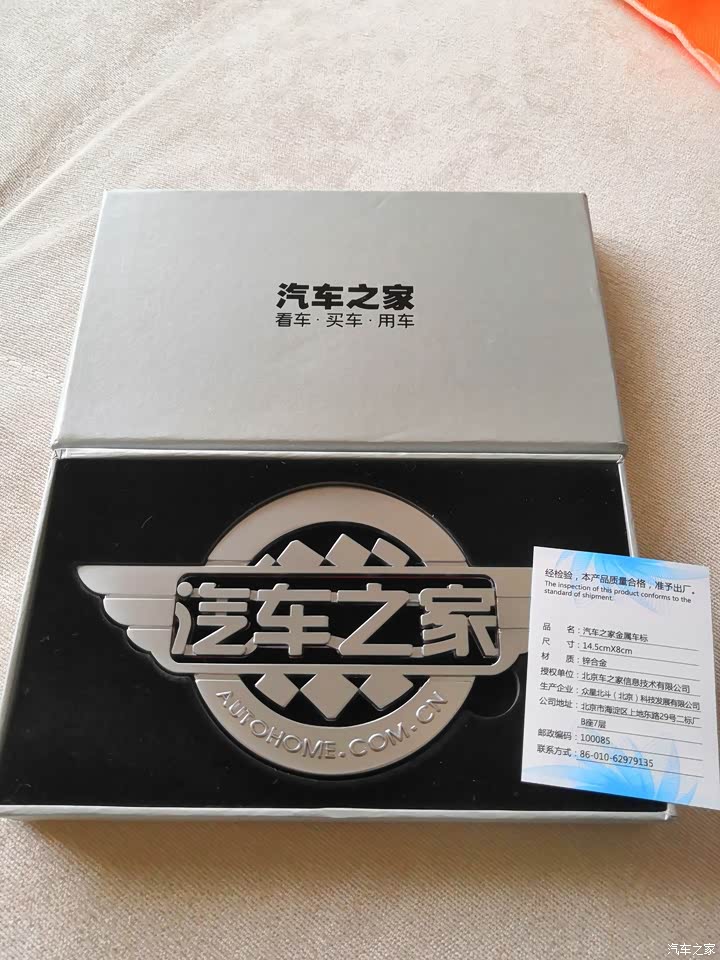 汽车之家
看车·买车·用车
汽车之家
AUTOHOME.COM.CN
经检验，本产品质量合格，准予出厂。
The inspection of this product conforms to the
standard of shipment.
品 名：汽车之家金属车标
尺 寸：14.5cmX8cm
材 质：锌合金
授权单位：北京车之家信息技术有限公司
生产企业：众星北斗（北京）科技发展有限公司
公司地址：北京市海淀区上地东路29号二标厂
B座7层
邮政编码：100085
联系方式：86-010-62979135
汽车之家